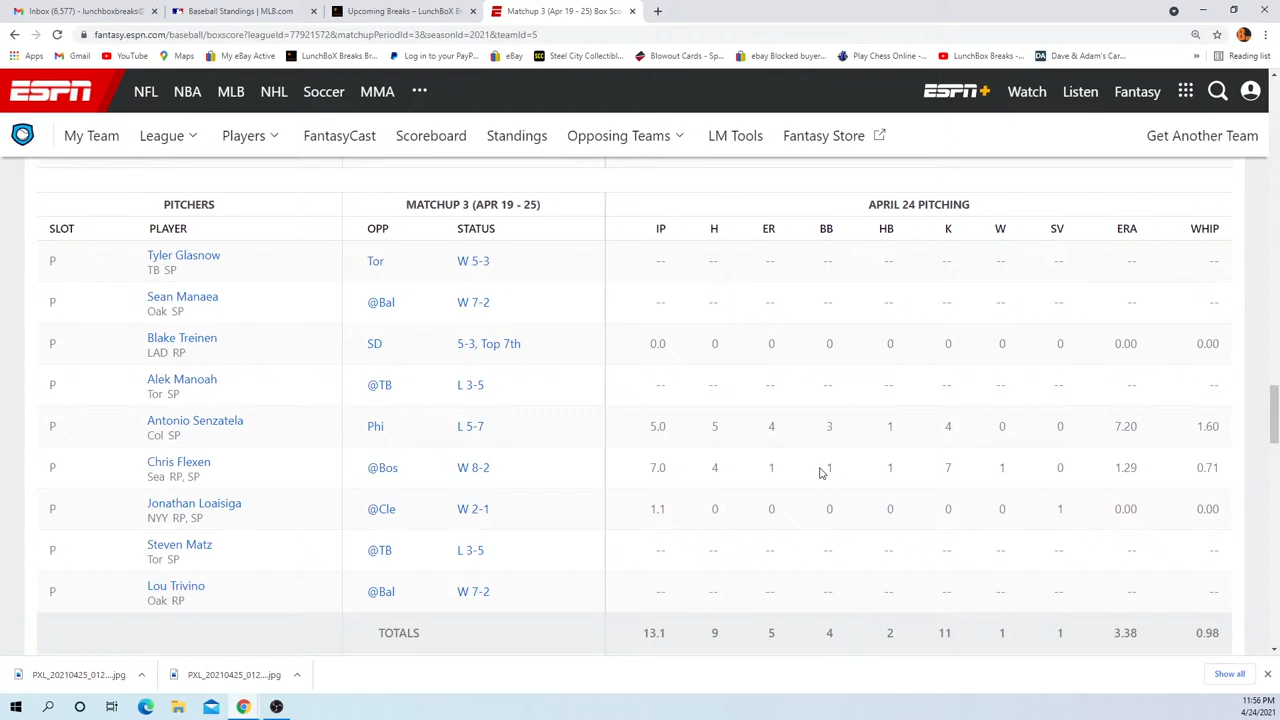 Inbox (6,577) - lunchboxbreaks@
Baseball Standings | MLB.com
Upcoming Breaks – LunchBoX Br
Matchup 3 (Apr 19 - 25) Box Sco
fantasy.espn.com/baseball/boxscore?leagueId=77921572&matchupPeriodId=3&seasonId=2021&teamId=5
Apps Gmail YouTube Maps LunchBoX Breaks Br... Log in to your PayP... eBay Steel City Collectibl... Blowout Cards - Sp... ebay Blocked buyer... Play Chess Online -... LunchBox Breaks -... DA Dave & Adam's Car... » Reading list
ESPN NFL NBA MLB NHL Soccer MMA ESPN+ Watch Listen Fantasy
My Team League Players FantasyCast Scoreboard Standings Opposing Teams LM Tools Fantasy Store Get Another Team
PITCHERS MATCHUP 3 (APR 19 - 25) APRIL 24 PITCHING
SLOT PLAYER OPP STATUS IP H ER BB HB K W SV ERA WHIP
P Tyler Glasnow Tor W 5-3 -- -- -- -- -- -- -- -- -- --
TB SP
P Sean Manaea @Bal W 7-2 -- -- -- -- -- -- -- -- -- --
Oak SP
P Blake Treinen SD 5-3, Top 7th 0.0 0 0 0 0 0 0 0 0.00 0.00
LAD RP
P Alek Manoah @TB L 3-5 -- -- -- -- -- -- -- -- -- --
Tor SP
P Antonio Senzatela Phi L 5-7 5.0 5 4 3 1 4 0 0 7.20 1.60
Col SP
P Chris Flexen @Bos W 8-2 7.0 4 1 1 1 7 1 0 1.29 0.71
Sea RP, SP
P Jonathan Loaisiga @Cle W 2-1 1.1 0 0 0 0 0 0 1 0.00 0.00
NYY RP, SP
P Steven Matz @TB L 3-5 -- -- -- -- -- -- -- -- -- --
Tor SP
P Lou Trivino @Bal W 7-2 -- -- -- -- -- -- -- -- -- --
Oak RP
TOTALS 13.1 9 5 4 2 11 1 1 3.38 0.98
PXL_20210425_012....jpg PXL_20210425_012....jpg Show all
11:56 PM
4/24/2021